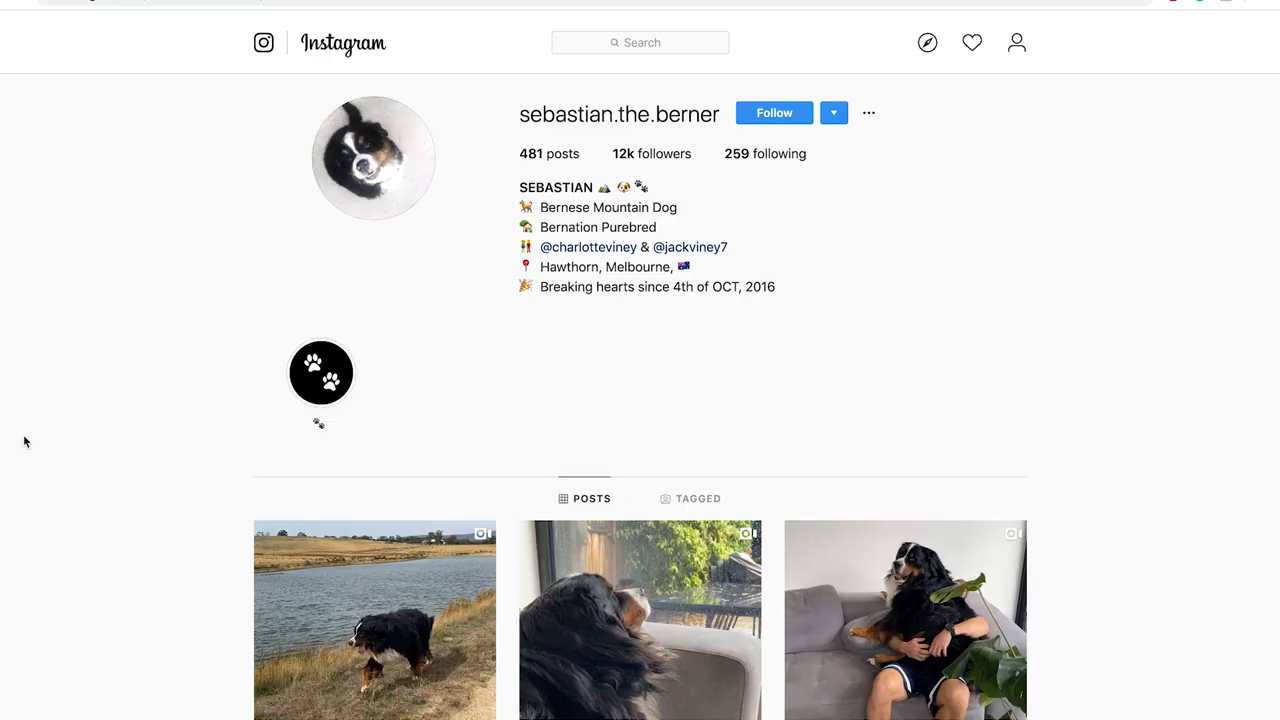 Instagram
Search
sebastian.the.berner
Follow
481 posts 12k followers 259 following
SEBASTIAN 🏔️ 🐶 🐾
🐕 Bernese Mountain Dog
🏡 Bernation Purebred
👫 @charlotteviney & @jackviney7
📍 Hawthorn, Melbourne, 🇦🇺
🎉 Breaking hearts since 4th of OCT, 2016
🐾
POSTS TAGGED